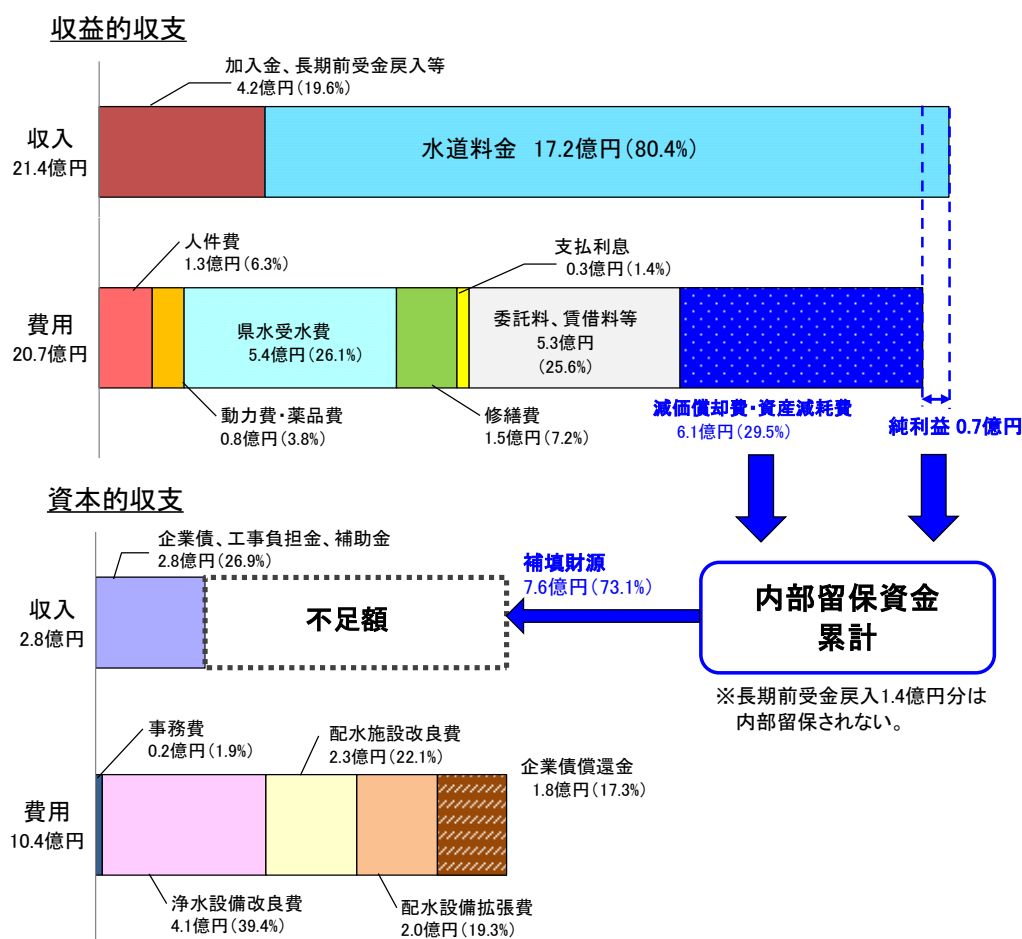 収益的収支
加入金、長期前受金戻入等
4.2億円(19.6%)
収入
21.4億円
水道料金 17.2億円(80.4%)
人件費
1.3億円(6.3%)
支払利息
0.3億円(1.4%)
費用
20.7億円
県水受水費
5.4億円(26.1%)
委託料、賃借料等
5.3億円
(25.6%)
動力費・薬品費
0.8億円(3.8%)
修繕費
1.5億円(7.2%)
減価償却費・資産減耗費
6.1億円(29.5%)
純利益 0.7億円
資本的収支
企業債、工事負担金、補助金
2.8億円(26.9%)
収入
2.8億円
不足額
補填財源
7.6億円(73.1%)
内部留保資金
累計
※長期前受金戻入1.4億円分は
内部留保されない。
事務費
0.2億円(1.9%)
配水施設改良費
2.3億円(22.1%)
企業債償還金
1.8億円(17.3%)
費用
10.4億円
浄水設備改良費
4.1億円(39.4%)
配水設備拡張費
2.0億円(19.3%)